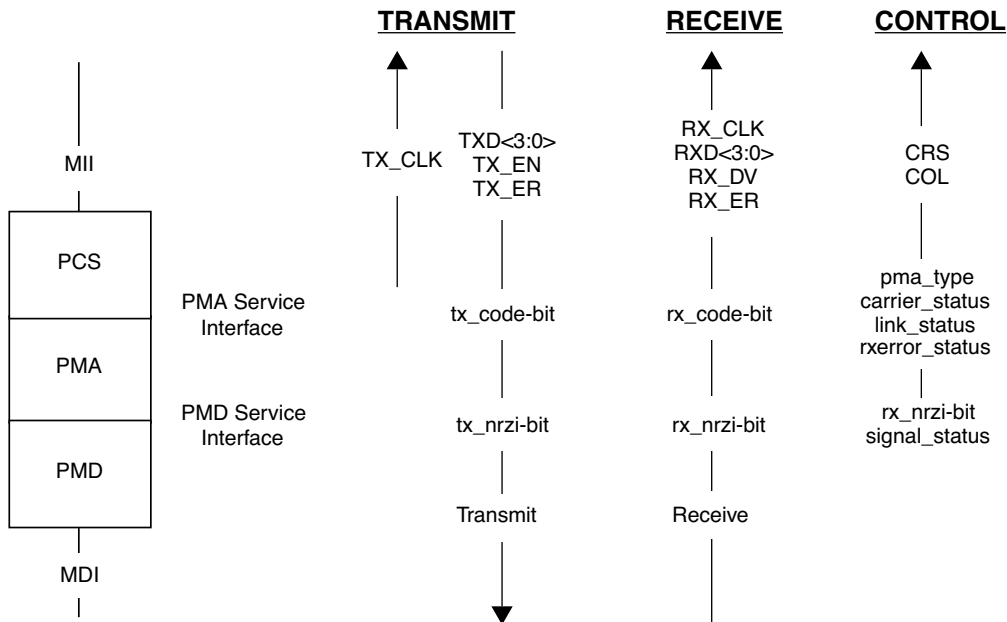 TRANSMIT
RECEIVE
CONTROL
MII
TX_CLK
TXD<3:0>
TX_EN
TX_ER
RX_CLK
RXD<3:0>
RX_DV
RX_ER
CRS
COL
PCS
PMA Service
Interface
tx_code-bit
rx_code-bit
pma_type
carrier_status
link_status
rxerror_status
PMA
PMD Service
Interface
tx_nrzi-bit
rx_nrzi-bit
rx_nrzi-bit
signal_status
PMD
Transmit
Receive
MDI